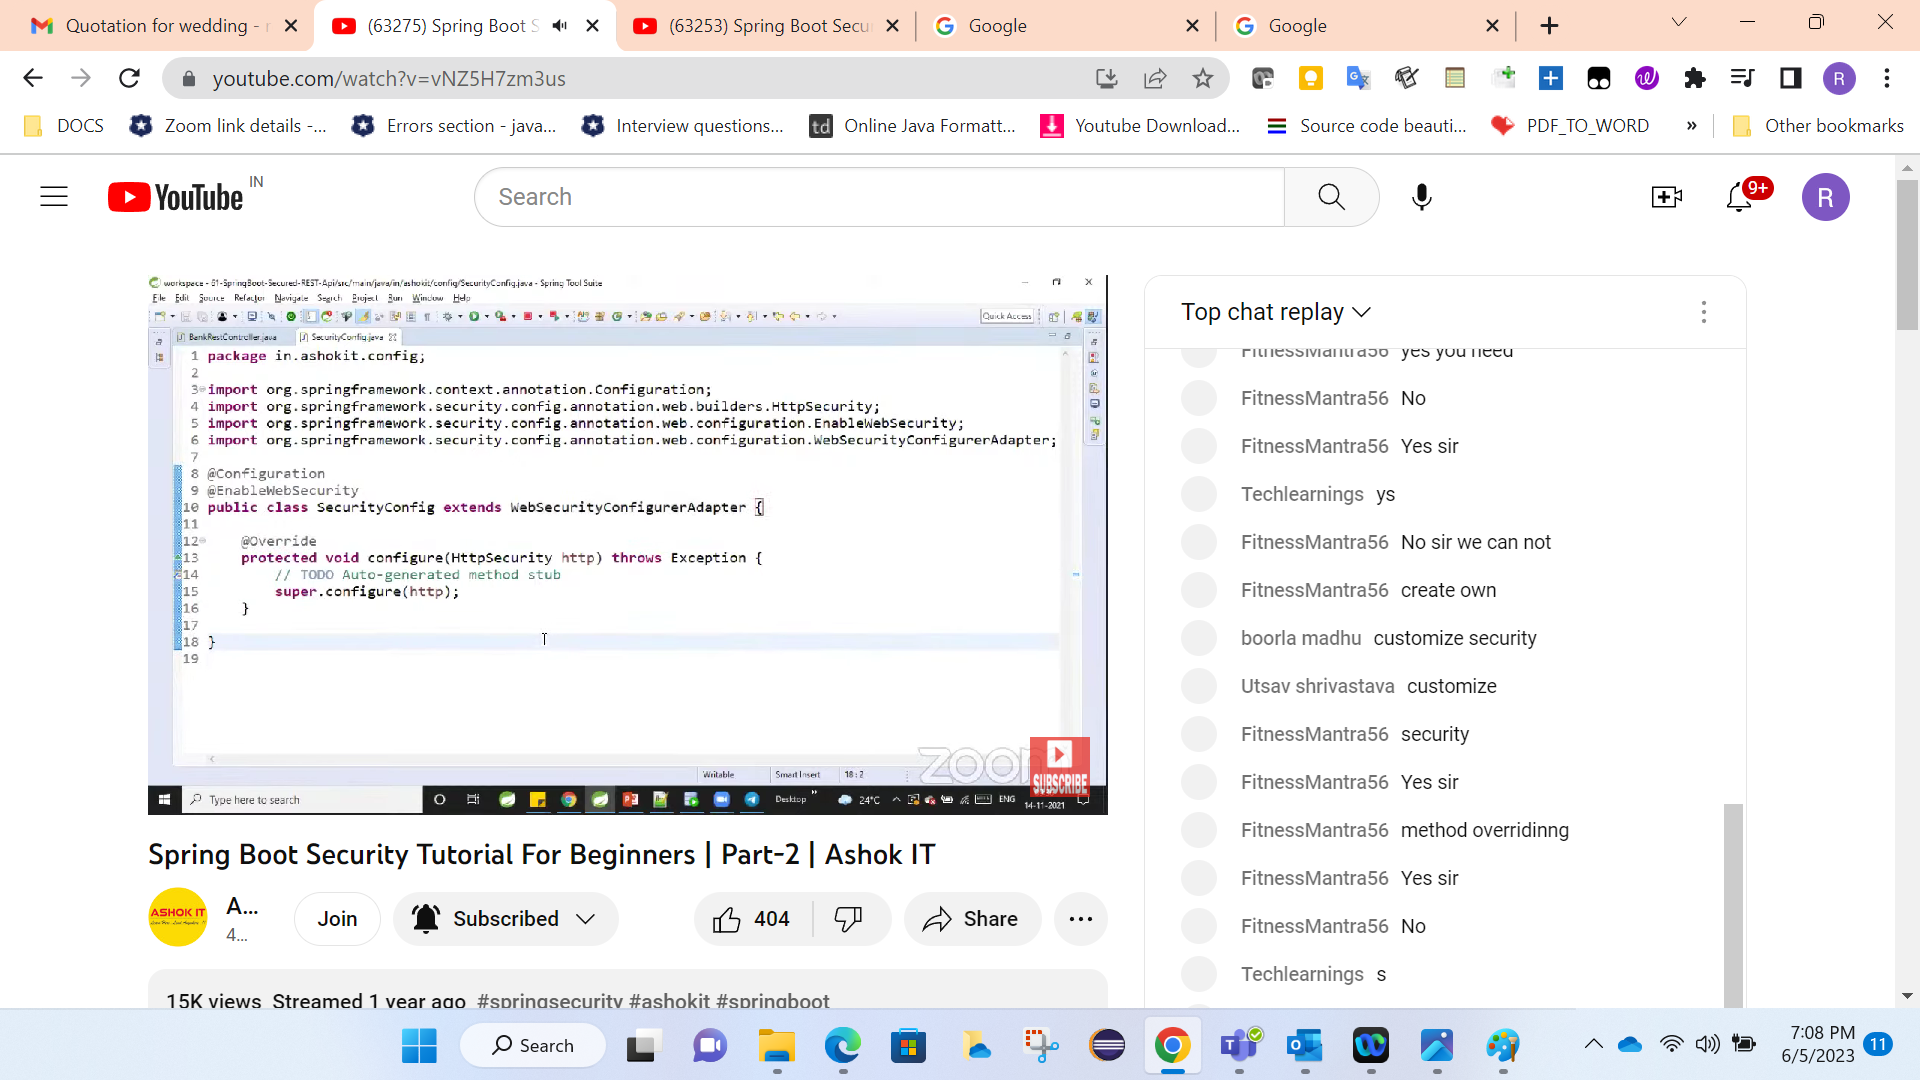 Quotation for wedding - r
(63275) Spring Boot S
(63253) Spring Boot Secu
Google
Google
youtube.com/watch?v=vNZ5H7zm3us
R
DOCS
Zoom link details -...
Errors section - java...
Interview questions...
td
Online Java Formatt...
Youtube Download...
Source code beauti...
PDF_TO_WORD
»
Other bookmarks
YouTube IN
Search
9+
R
workspace - 61-SpringBoot-Secured-REST-Api/src/main/java/in/ashokit/config/SecurityConfig.java - Spring Tool Suite
File Edit Source Refactor Navigate Search Project Run Window Help
Quick Access
BankRestController.java
SecurityConfig.java
1 package in.ashokit.config;
2
3 import org.springframework.context.annotation.Configuration;
4 import org.springframework.security.config.annotation.web.builders.HttpSecurity;
5 import org.springframework.security.config.annotation.web.configuration.EnableWebSecurity;
6 import org.springframework.security.config.annotation.web.configuration.WebSecurityConfigurerAdapter;
7
8 @Configuration
9 @EnableWebSecurity
10 public class SecurityConfig extends WebSecurityConfigurerAdapter {
11
12 @Override
13 protected void configure(HttpSecurity http) throws Exception {
14 // TODO Auto-generated method stub
15 super.configure(http);
16 }
17
18 }
19
Writable
Smart Insert
18 : 2
zoom
SUBSCRIBE
Type here to search
Desktop
24°C
ENG
14-11-2021
Top chat replay
FitnessMantra56 yes you need
FitnessMantra56 No
FitnessMantra56 Yes sir
Techlearnings ys
FitnessMantra56 No sir we can not
FitnessMantra56 create own
boorla madhu customize security
Utsav shrivastava customize
FitnessMantra56 security
FitnessMantra56 Yes sir
FitnessMantra56 method overridinng
FitnessMantra56 Yes sir
FitnessMantra56 No
Techlearnings s
Spring Boot Security Tutorial For Beginners | Part-2 | Ashok IT
ASHOK IT
A...
4...
Join
Subscribed
404
Share
15K views Streamed 1 year ago #springsecurity #ashokit #springboot
Search
7:08 PM
6/5/2023
11